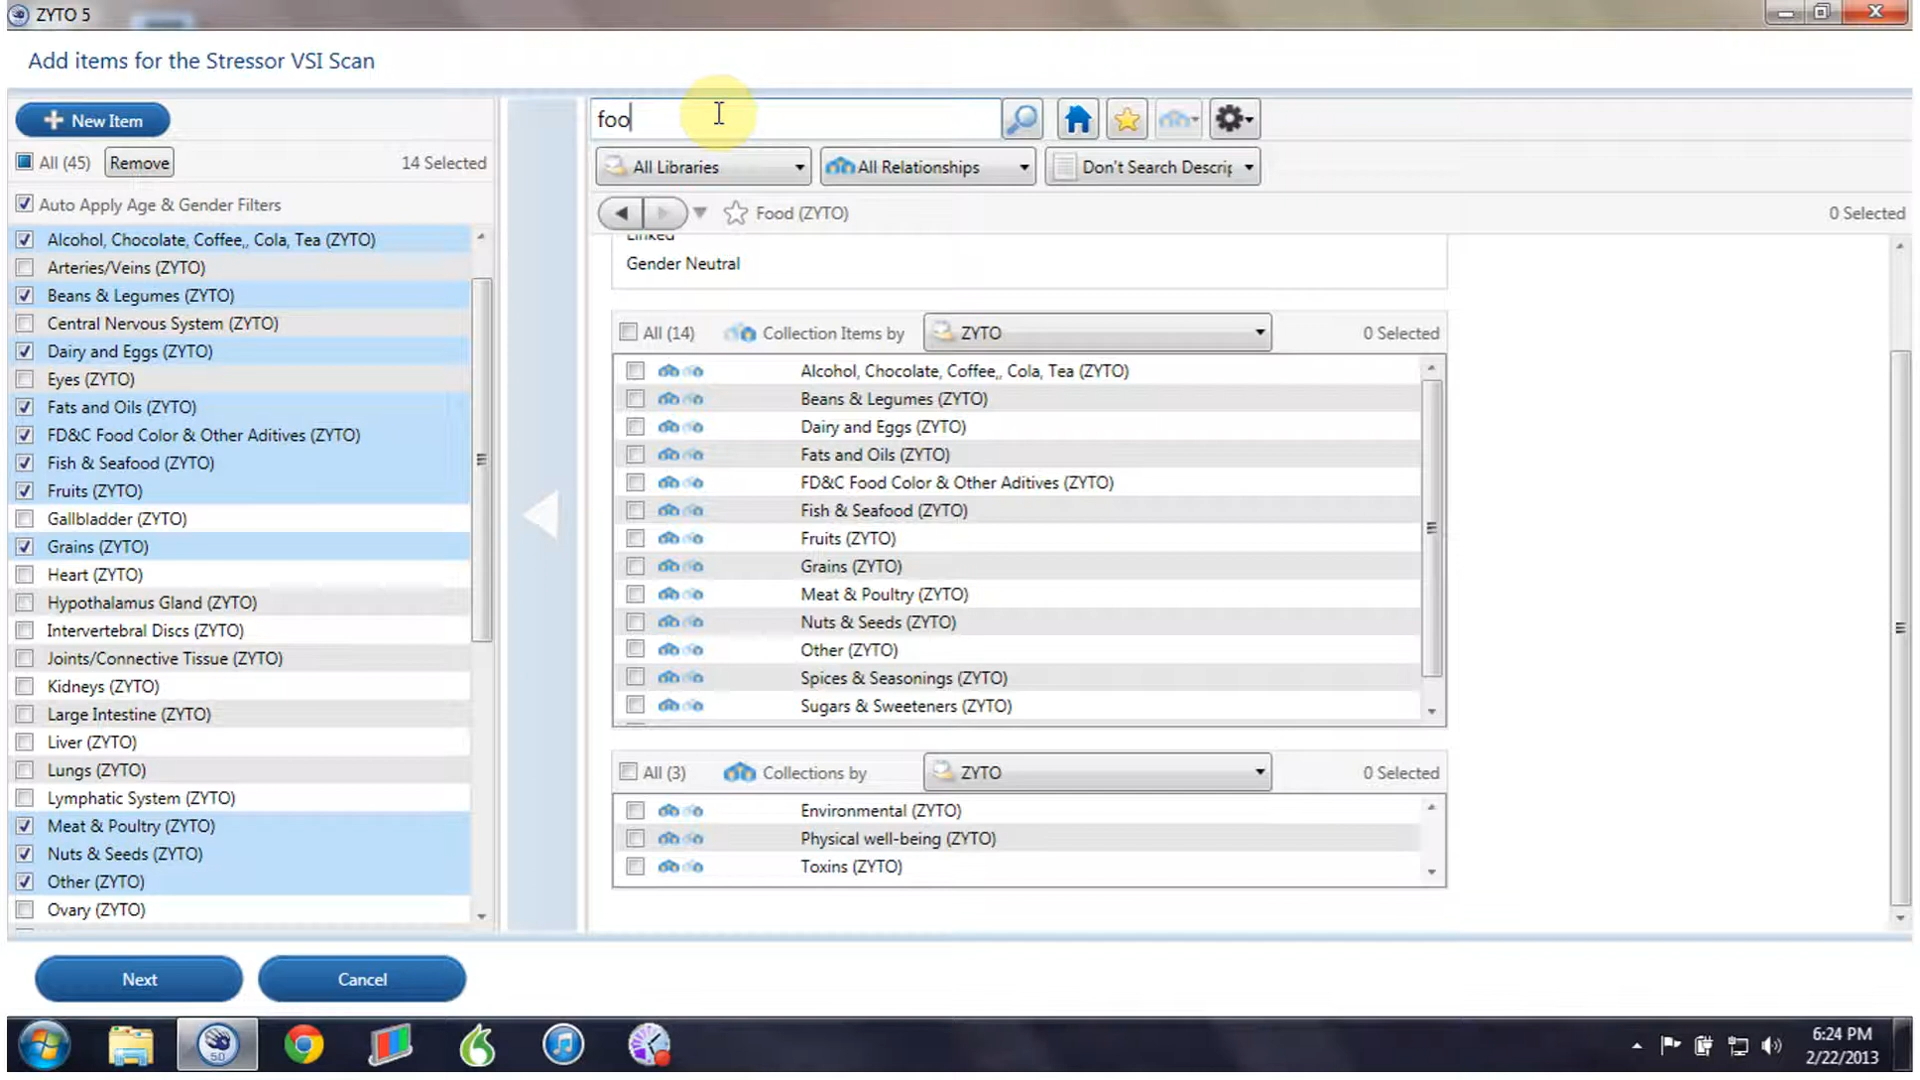 ZYTO 5
Add items for the Stressor VSI Scan
New Item
All (45) Remove 14 Selected
Auto Apply Age & Gender Filters
Alcohol, Chocolate, Coffee,, Cola, Tea (ZYTO)
Arteries/Veins (ZYTO)
Beans & Legumes (ZYTO)
Central Nervous System (ZYTO)
Dairy and Eggs (ZYTO)
Eyes (ZYTO)
Fats and Oils (ZYTO)
FD&C Food Color & Other Aditives (ZYTO)
Fish & Seafood (ZYTO)
Fruits (ZYTO)
Gallbladder (ZYTO)
Grains (ZYTO)
Heart (ZYTO)
Hypothalamus Gland (ZYTO)
Intervertebral Discs (ZYTO)
Joints/Connective Tissue (ZYTO)
Kidneys (ZYTO)
Large Intestine (ZYTO)
Liver (ZYTO)
Lungs (ZYTO)
Lymphatic System (ZYTO)
Meat & Poultry (ZYTO)
Nuts & Seeds (ZYTO)
Other (ZYTO)
Ovary (ZYTO)
foo
All Libraries All Relationships Don't Search Descrip
Food (ZYTO) 0 Selected
Linked
Gender Neutral
All (14) Collection Items by ZYTO 0 Selected
Alcohol, Chocolate, Coffee,, Cola, Tea (ZYTO)
Beans & Legumes (ZYTO)
Dairy and Eggs (ZYTO)
Fats and Oils (ZYTO)
FD&C Food Color & Other Aditives (ZYTO)
Fish & Seafood (ZYTO)
Fruits (ZYTO)
Grains (ZYTO)
Meat & Poultry (ZYTO)
Nuts & Seeds (ZYTO)
Other (ZYTO)
Spices & Seasonings (ZYTO)
Sugars & Sweeteners (ZYTO)
All (3) Collections by ZYTO 0 Selected
Environmental (ZYTO)
Physical well-being (ZYTO)
Toxins (ZYTO)
Next Cancel
5.0
6:24 PM
2/22/2013